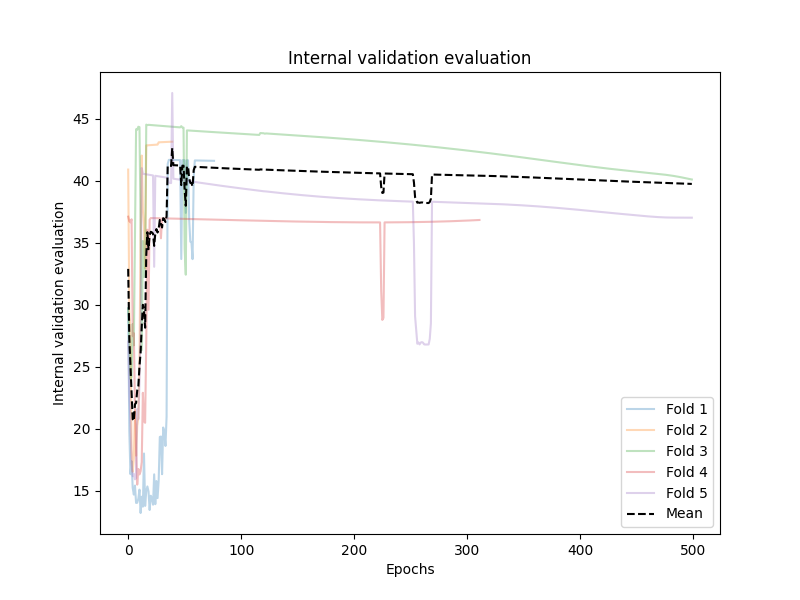 Internal validation evaluation
Internal validation evaluation
45
40
35
30
25
20
15
0
100
200
300
400
500
Epochs
Fold 1
Fold 2
Fold 3
Fold 4
Fold 5
Mean